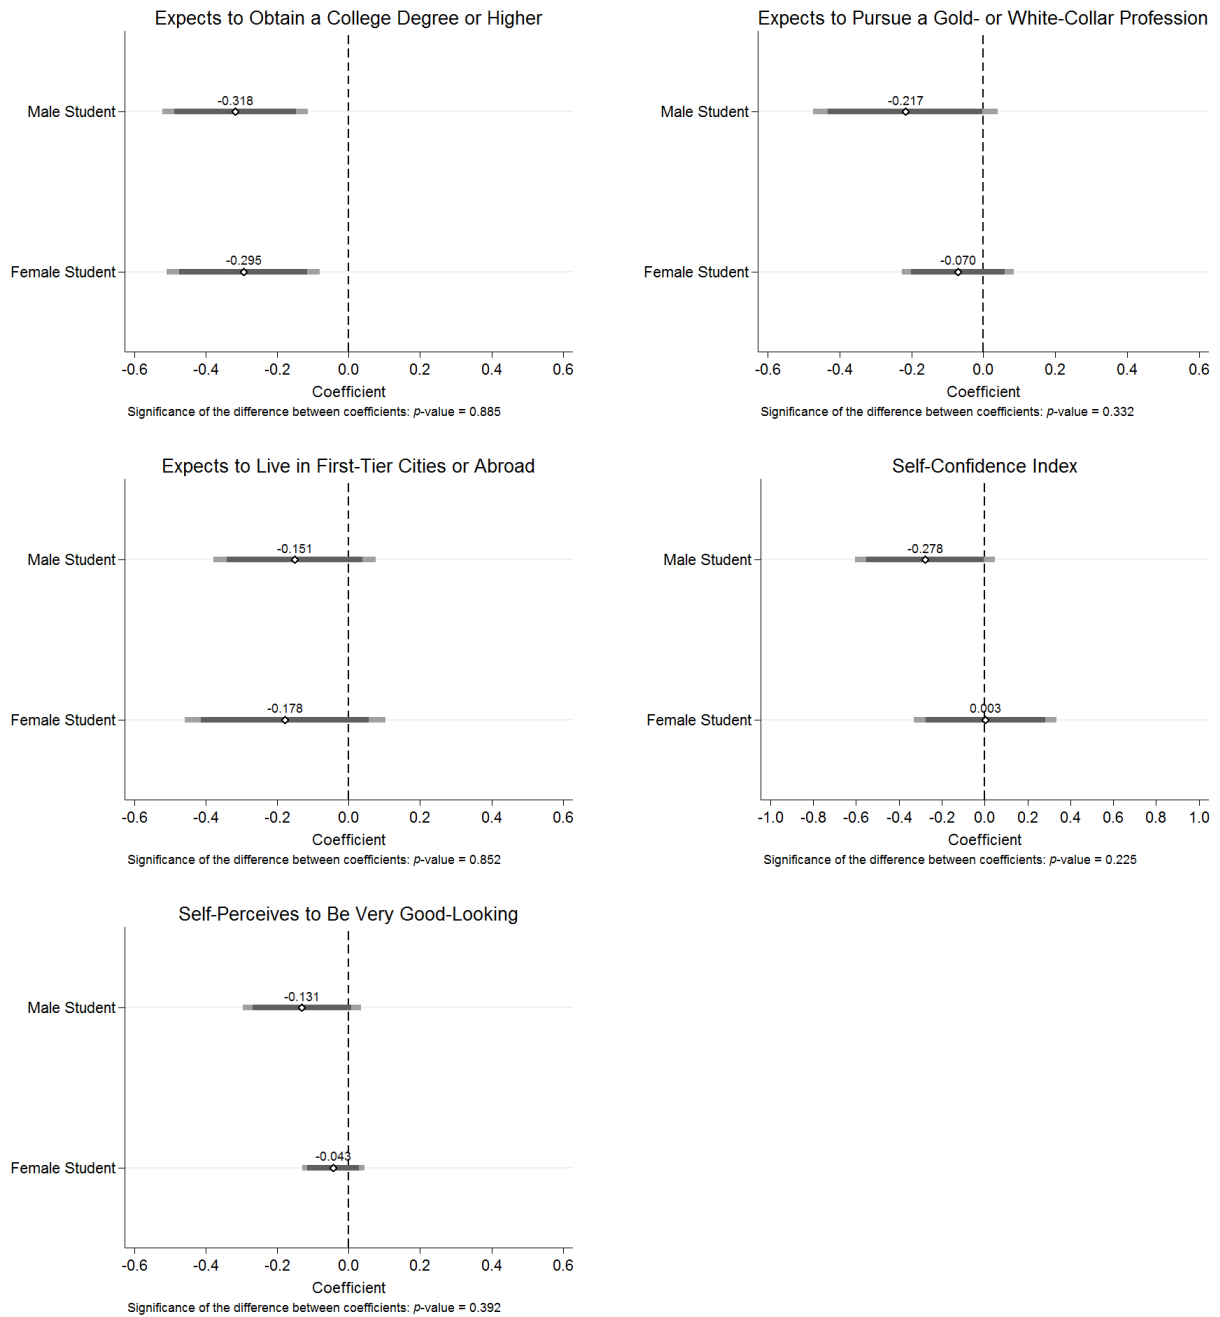 Expects to Obtain a College Degree or Higher
Male Student
-0.318
Female Student
-0.295
-0.6 -0.4 -0.2 0.0 0.2 0.4 0.6
Coefficient
Significance of the difference between coefficients: p-value = 0.885
Expects to Pursue a Gold- or White-Collar Profession
Male Student
-0.217
Female Student
-0.070
-0.6 -0.4 -0.2 0.0 0.2 0.4 0.6
Coefficient
Significance of the difference between coefficients: p-value = 0.332
Expects to Live in First-Tier Cities or Abroad
Male Student
-0.151
Female Student
-0.178
-0.6 -0.4 -0.2 0.0 0.2 0.4 0.6
Coefficient
Significance of the difference between coefficients: p-value = 0.852
Self-Confidence Index
Male Student
-0.278
Female Student
0.003
-1.0 -0.8 -0.6 -0.4 -0.2 0.0 0.2 0.4 0.6 0.8 1.0
Coefficient
Significance of the difference between coefficients: p-value = 0.225
Self-Perceives to Be Very Good-Looking
Male Student
-0.131
Female Student
-0.043
-0.6 -0.4 -0.2 0.0 0.2 0.4 0.6
Coefficient
Significance of the difference between coefficients: p-value = 0.392